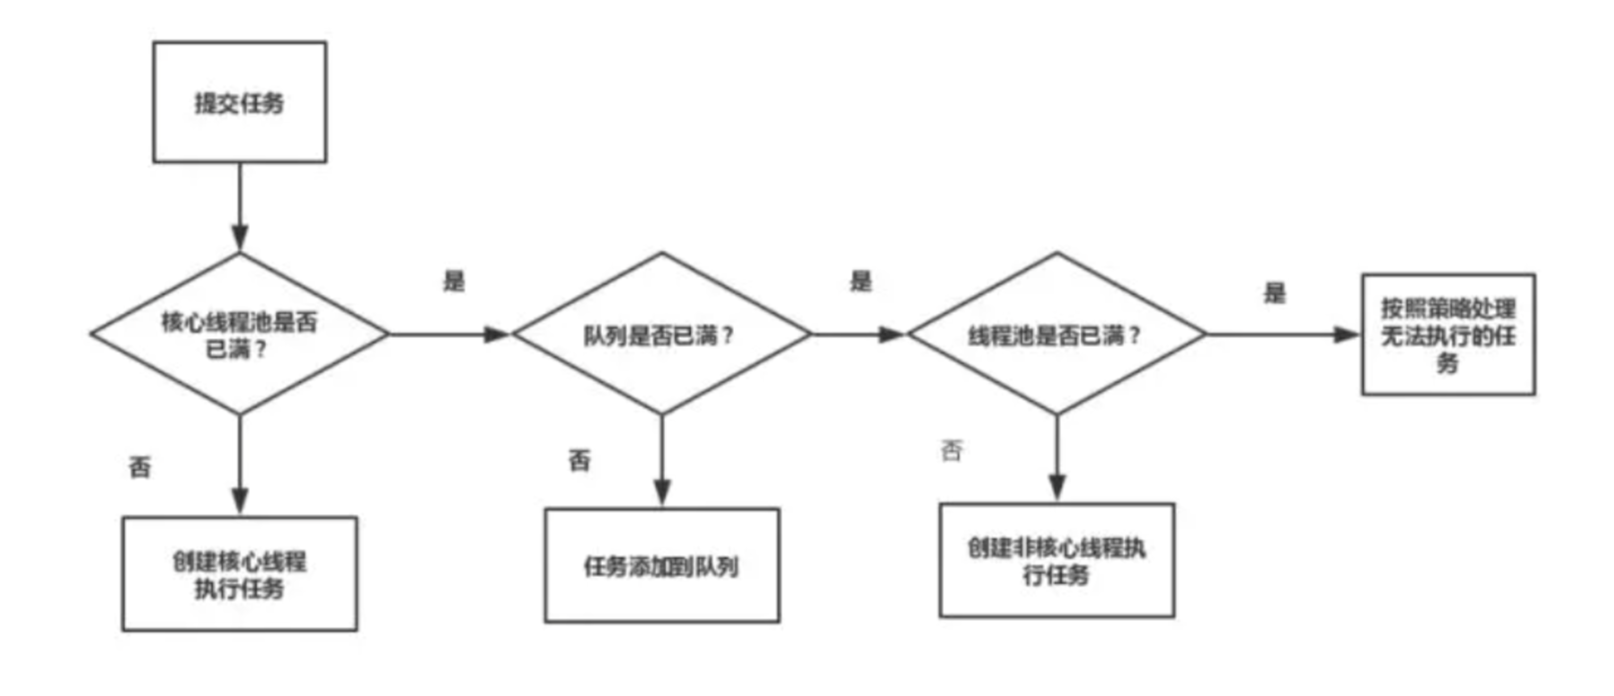 提交任务
核心线程池是否
已满？
是
队列是否已满？
是
线程池是否已满？
是
按照策略处理
无法执行的任
务
否
创建核心线程
执行任务
否
任务添加到队列
否
创建非核心线程执
行任务